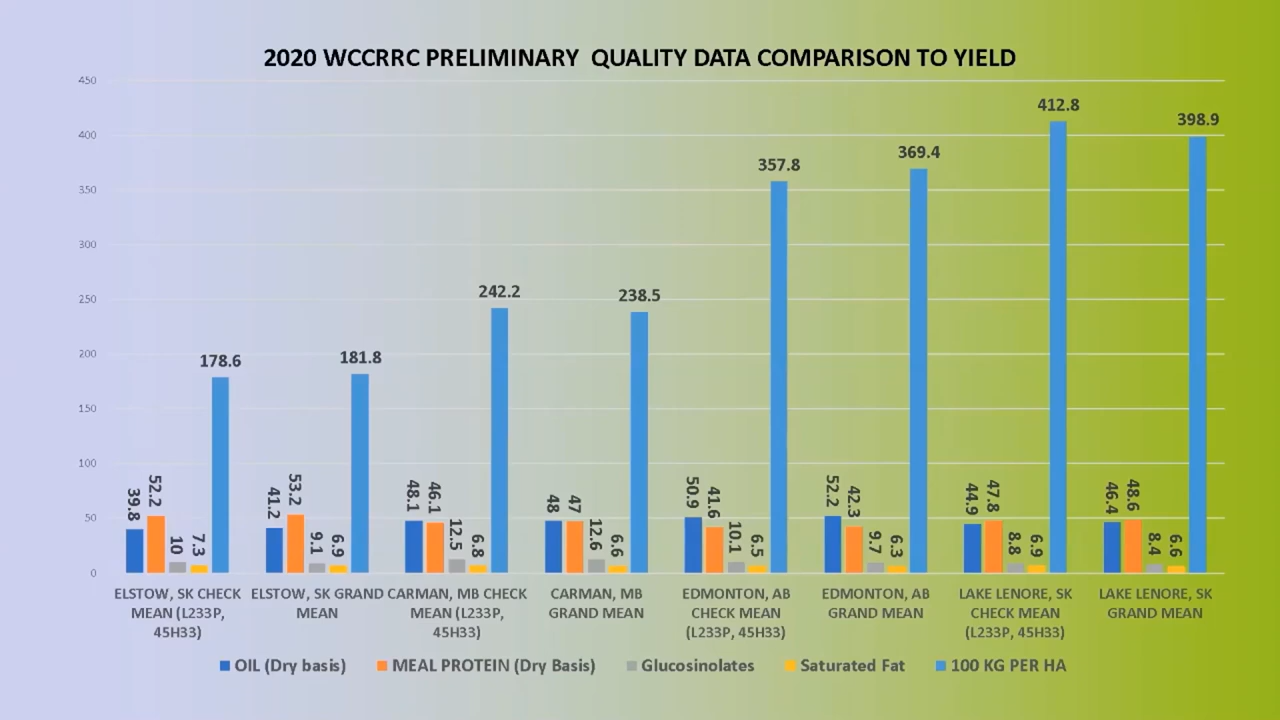 2020 WCCRRC PRELIMINARY QUALITY DATA COMPARISON TO YIELD
450
400
350
300
250
200
150
100
50
0
39.8
52.2
10
7.3
178.6
41.2
53.2
9.1
6.9
181.8
48.1
46.1
12.5
6.8
242.2
48
47
12.6
6.6
238.5
50.9
41.6
10.1
6.5
357.8
52.2
42.3
9.7
6.3
369.4
44.9
47.8
8.8
6.9
412.8
46.4
48.6
8.4
6.6
398.9
ELSTOW, SK CHECK
MEAN (L233P,
45H33)
ELSTOW, SK GRAND
MEAN
CARMAN, MB CHECK
MEAN (L233P,
45H33)
CARMAN, MB
GRAND MEAN
EDMONTON, AB
CHECK MEAN
(L233P, 45H33)
EDMONTON, AB
GRAND MEAN
LAKE LENORE, SK
CHECK MEAN
(L233P, 45H33)
LAKE LENORE, SK
GRAND MEAN
OIL (Dry basis) MEAL PROTEIN (Dry Basis) Glucosinolates Saturated Fat 100 KG PER HA